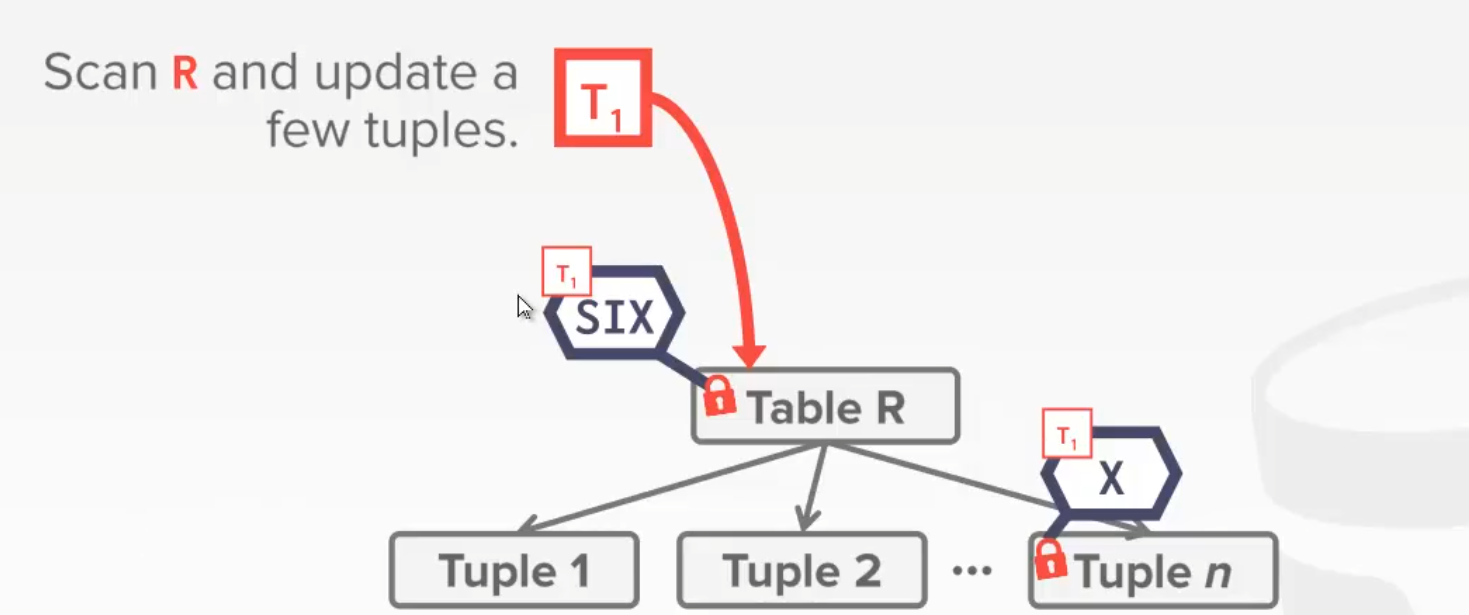 Scan R and update a
few tuples.
T₁
T₁
SIX
Table R
T₁
X
Tuple 1
Tuple 2
...
Tuple n